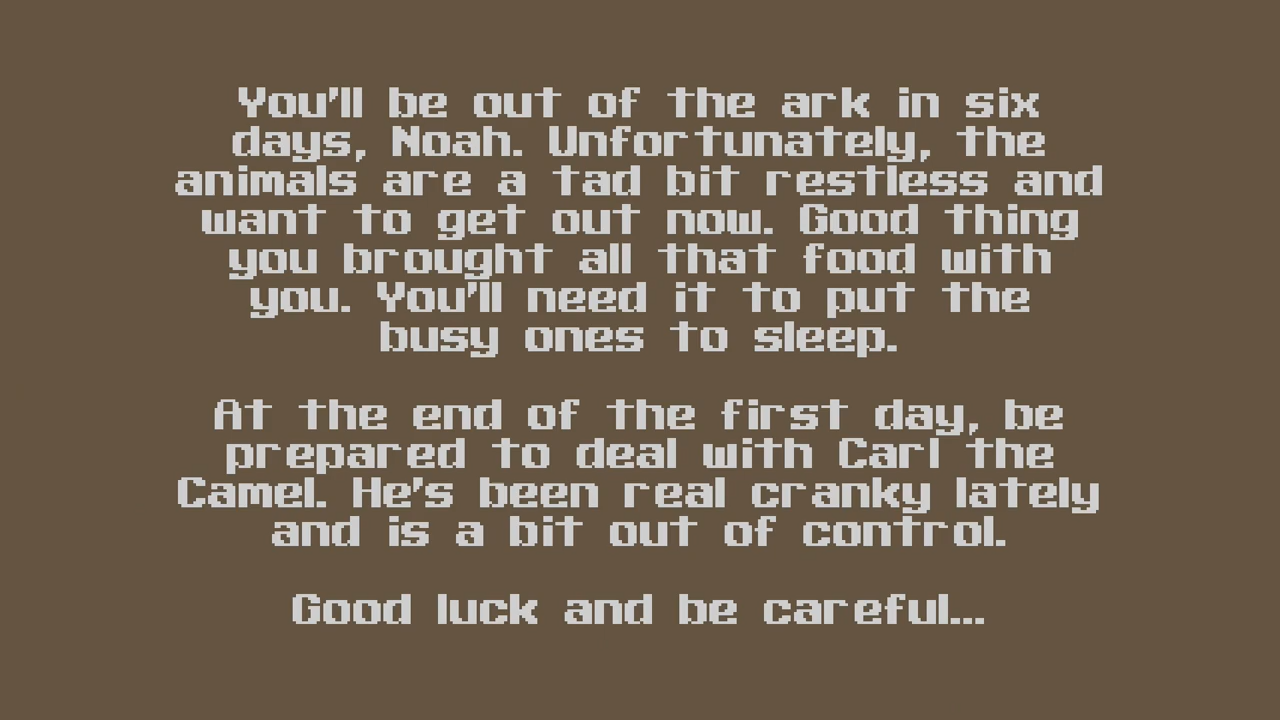 You'll be out of the ark in six
days, Noah. Unfortunately, the
animals are a tad bit restless and
want to get out now. Good thing
you brought all that food with
you. You'll need it to put the
busy ones to sleep.
At the end of the first day, be
prepared to deal with Carl the
Camel. He's been real cranky lately
and is a bit out of control.
Good luck and be careful...